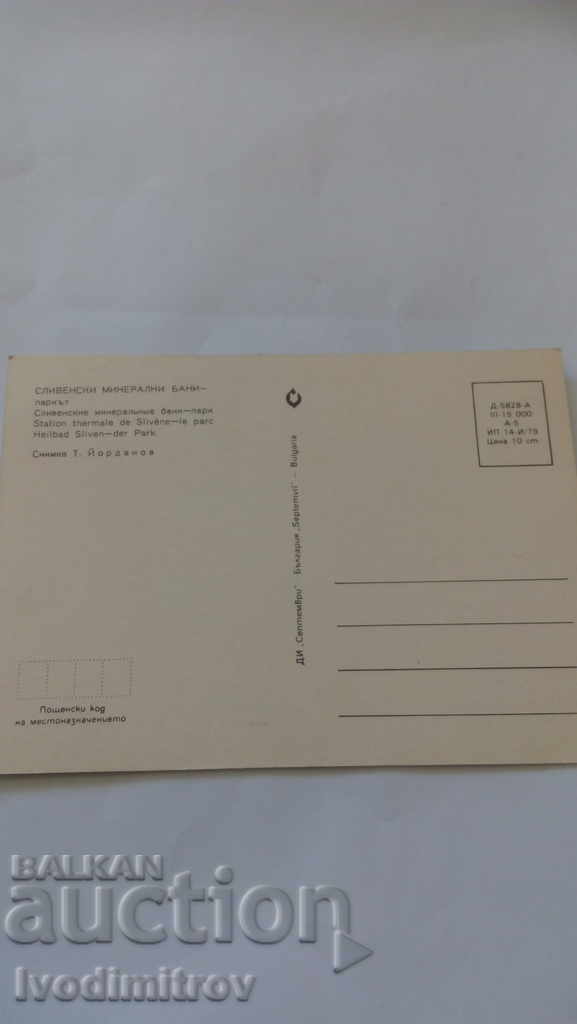 СЛИВЕНСКИ МИНЕРАЛНИ БАНИ—
паркът
Сливенские минеральные бани—парк
Station thermale de Slivène—le parc
Heilbad Sliven—der Park
Снимка Т. Йорданов
Д-5828-А
III-15 000
А-5
ИП 14-И/79
Цена 10 ст.
ДИ „Септември“ България „Septemvri“ — Bulgaria
Пощенски код
на местоназначението
BALKAN
auction
Ivodimitrov